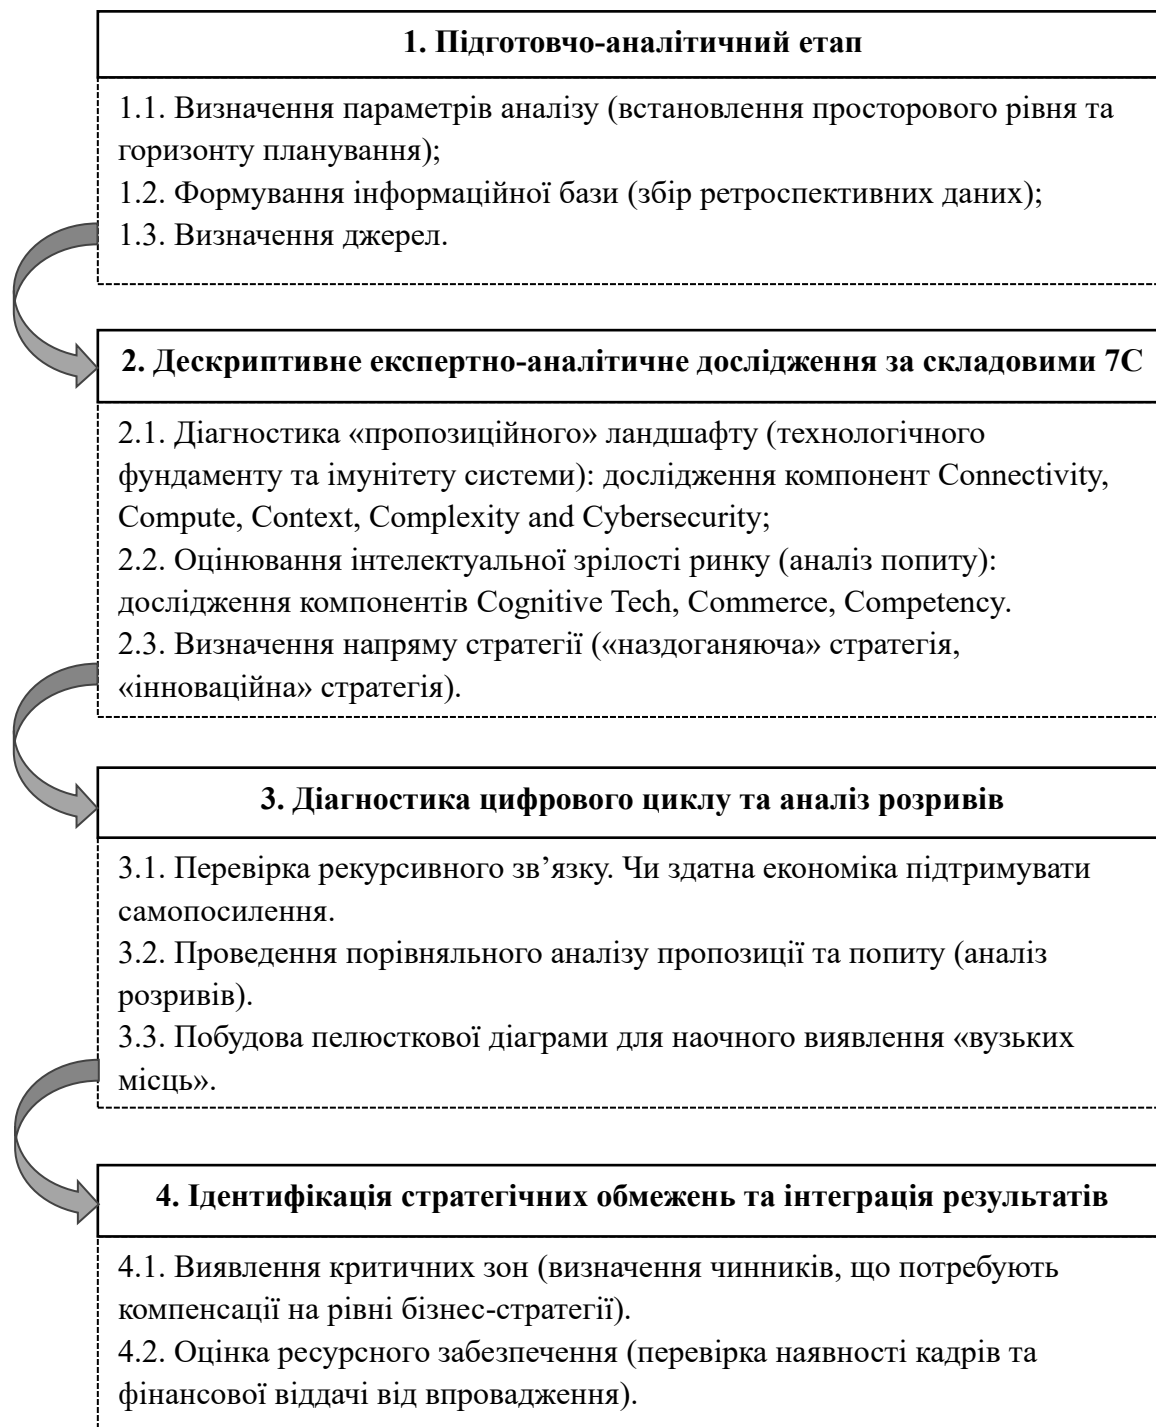 1. Підготовчо-аналітичний етап
1.1. Визначення параметрів аналізу (встановлення просторового рівня та
горизонту планування);
1.2. Формування інформаційної бази (збір ретроспективних даних);
1.3. Визначення джерел.
2. Дескриптивне експертно-аналітичне дослідження за складовими 7С
2.1. Діагностика «пропозиційного» ландшафту (технологічного
фундаменту та імунітету системи): дослідження компонент Connectivity,
Compute, Context, Complexity and Cybersecurity;
2.2. Оцінювання інтелектуальної зрілості ринку (аналіз попиту):
дослідження компонентів Cognitive Tech, Commerce, Competency.
2.3. Визначення напряму стратегії («наздоганяюча» стратегія,
«інноваційна» стратегія).
3. Діагностика цифрового циклу та аналіз розривів
3.1. Перевірка рекурсивного зв’язку. Чи здатна економіка підтримувати
самопосилення.
3.2. Проведення порівняльного аналізу пропозиції та попиту (аналіз
розривів).
3.3. Побудова пелюсткової діаграми для наочного виявлення «вузьких
місць».
4. Ідентифікація стратегічних обмежень та інтеграція результатів
4.1. Виявлення критичних зон (визначення чинників, що потребують
компенсації на рівні бізнес-стратегії).
4.2. Оцінка ресурсного забезпечення (перевірка наявності кадрів та
фінансової віддачі від впровадження).